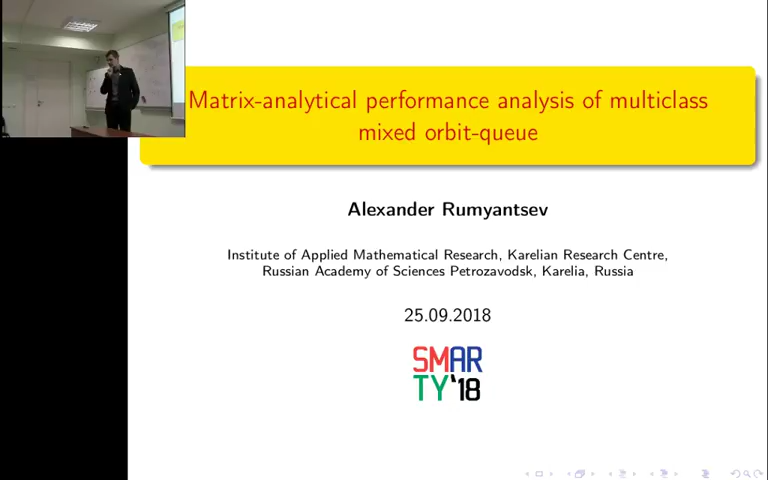 Matrix-analytical performance analysis of multiclass
mixed orbit-queue
Alexander Rumyantsev
Institute of Applied Mathematical Research, Karelian Research Centre,
Russian Academy of Sciences Petrozavodsk, Karelia, Russia
25.09.2018
SMAR
TY'18